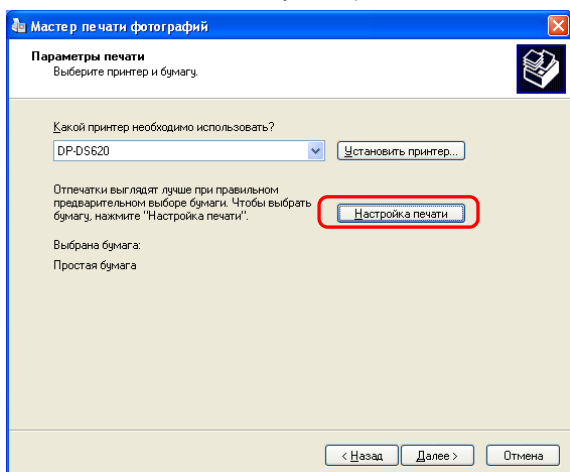 Мастер печати фотографий
Параметры печати
Выберите принтер и бумагу.
Какой принтер необходимо использовать?
DP-DS620
Установить принтер...
Отпечатки выглядят лучше при правильном
предварительном выборе бумаги. Чтобы выбрать
бумагу, нажмите "Настройка печати".
Настройка печати
Выбрана бумага:
Простая бумага
< Назад
Далее >
Отмена